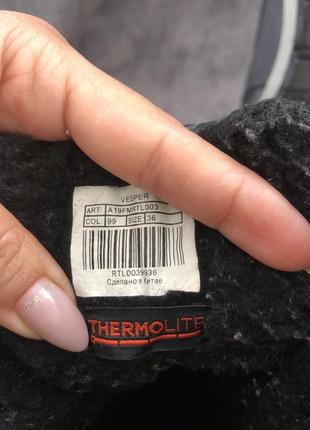 VESPER
ART: A19FMRTL003
COL: 99 SIZE: 36
RTL0039936
Сделано в Китае
THERMOLITE